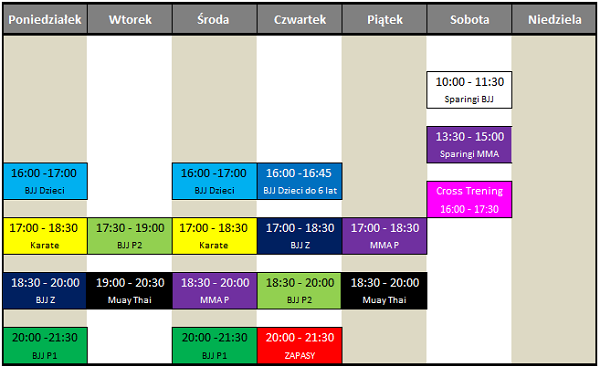 Poniedziałek Wtorek Środa Czwartek Piątek Sobota Niedziela
10:00 - 11:30
Sparingi BJJ
13:30 - 15:00
Sparingi MMA
16:00 -17:00 16:00 -17:00 16:00 -16:45 Cross Trening
BJJ Dzieci BJJ Dzieci BJJ Dzieci do 6 lat 16:00 - 17:30
17:00 - 18:30 17:30 - 19:00 17:00 - 18:30 17:00 - 18:30 17:00 - 18:30
Karate BJJ P2 Karate BJJ Z MMA P
18:30 - 20:00 19:00 - 20:30 18:30 - 20:00 18:30 - 20:00 18:30 - 20:00
BJJ Z Muay Thai MMA P BJJ P2 Muay Thai
20:00 -21:30 20:00 -21:30 20:00 - 21:30
BJJ P1 BJJ P1 ZAPASY